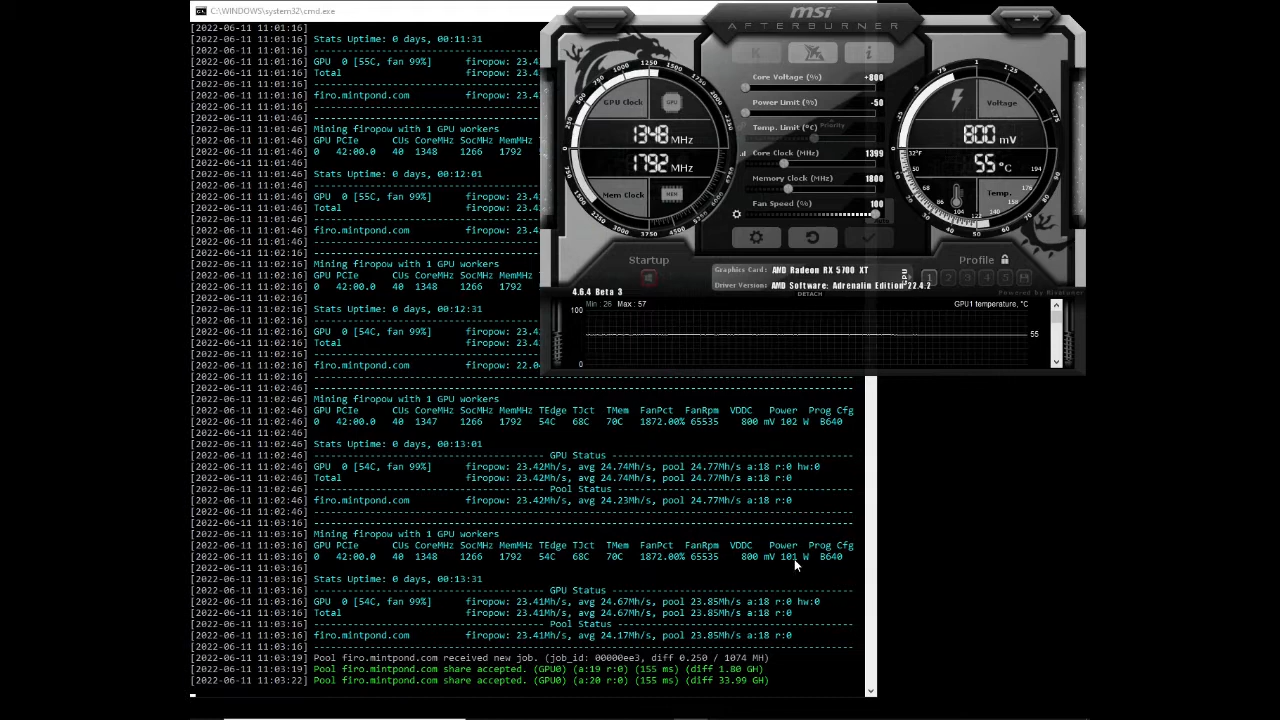 C:\WINDOWS\system32\cmd.exe
[2022-06-11 11:01:16]
[2022-06-11 11:01:16] Stats Uptime: 0 days, 00:11:31
[2022-06-11 11:01:16]
[2022-06-11 11:01:16] GPU 0 [55C, fan 99%] firopow: 23.4
[2022-06-11 11:01:16] Total firopow: 23.4
[2022-06-11 11:01:16]
[2022-06-11 11:01:16] firo.mintpond.com firopow: 23.4
[2022-06-11 11:01:16]
[2022-06-11 11:01:46]
[2022-06-11 11:01:46] Mining firopow with 1 GPU workers
[2022-06-11 11:01:46] GPU PCIe CUs CoreMHz SocMHz MemMHz T
[2022-06-11 11:01:46] 0 42:00.0 40 1348 1266 1792
[2022-06-11 11:01:46]
[2022-06-11 11:01:46] Stats Uptime: 0 days, 00:12:01
[2022-06-11 11:01:46]
[2022-06-11 11:01:46] GPU 0 [55C, fan 99%] firopow: 23.4
[2022-06-11 11:01:46] Total firopow: 23.4
[2022-06-11 11:01:46]
[2022-06-11 11:01:46] firo.mintpond.com firopow: 23.4
[2022-06-11 11:01:46]
[2022-06-11 11:02:16]
[2022-06-11 11:02:16] Mining firopow with 1 GPU workers
[2022-06-11 11:02:16] GPU PCIe CUs CoreMHz SocMHz MemMHz T
[2022-06-11 11:02:16] 0 42:00.0 40 1348 1266 1792
[2022-06-11 11:02:16]
[2022-06-11 11:02:16] Stats Uptime: 0 days, 00:12:31
[2022-06-11 11:02:16]
[2022-06-11 11:02:16] GPU 0 [54C, fan 99%] firopow: 23.4
[2022-06-11 11:02:16] Total firopow: 23.4
[2022-06-11 11:02:16]
[2022-06-11 11:02:16] firo.mintpond.com firopow: 22.0
[2022-06-11 11:02:16]
[2022-06-11 11:02:46]
[2022-06-11 11:02:46] Mining firopow with 1 GPU workers
[2022-06-11 11:02:46] GPU PCIe CUs CoreMHz SocMHz MemMHz TEdge TJct TMem FanPct FanRpm VDDC Power Prog Cfg
[2022-06-11 11:02:46] 0 42:00.0 40 1347 1266 1792 54C 68C 70C 1872.00% 65535 800 mV 102 W B640
[2022-06-11 11:02:46]
[2022-06-11 11:02:46] Stats Uptime: 0 days, 00:13:01
[2022-06-11 11:02:46] GPU Status
[2022-06-11 11:02:46] GPU 0 [54C, fan 99%] firopow: 23.42Mh/s, avg 24.74Mh/s, pool 24.77Mh/s a:18 r:0 hw:0
[2022-06-11 11:02:46] Total firopow: 23.42Mh/s, avg 24.74Mh/s, pool 24.77Mh/s a:18 r:0
[2022-06-11 11:02:46] Pool Status
[2022-06-11 11:02:46] firo.mintpond.com firopow: 23.42Mh/s, avg 24.23Mh/s, pool 24.77Mh/s a:18 r:0
[2022-06-11 11:02:46]
[2022-06-11 11:03:16]
[2022-06-11 11:03:16] Mining firopow with 1 GPU workers
[2022-06-11 11:03:16] GPU PCIe CUs CoreMHz SocMHz MemMHz TEdge TJct TMem FanPct FanRpm VDDC Power Prog Cfg
[2022-06-11 11:03:16] 0 42:00.0 40 1348 1266 1792 54C 68C 70C 1872.00% 65535 800 mV 101 W B640
[2022-06-11 11:03:16]
[2022-06-11 11:03:16] Stats Uptime: 0 days, 00:13:31
[2022-06-11 11:03:16] GPU Status
[2022-06-11 11:03:16] GPU 0 [54C, fan 99%] firopow: 23.41Mh/s, avg 24.67Mh/s, pool 23.85Mh/s a:18 r:0 hw:0
[2022-06-11 11:03:16] Total firopow: 23.41Mh/s, avg 24.67Mh/s, pool 23.85Mh/s a:18 r:0
[2022-06-11 11:03:16] Pool Status
[2022-06-11 11:03:16] firo.mintpond.com firopow: 23.41Mh/s, avg 24.17Mh/s, pool 23.85Mh/s a:18 r:0
[2022-06-11 11:03:16]
[2022-06-11 11:03:19] Pool firo.mintpond.com received new job. (job_id: 00000ee3, diff 0.250 / 1074 MH)
[2022-06-11 11:03:19] Pool firo.mintpond.com share accepted. (GPU0) (a:19 r:0) (155 ms) (diff 1.80 GH)
[2022-06-11 11:03:22] Pool firo.mintpond.com share accepted. (GPU0) (a:20 r:0) (155 ms) (diff 33.99 GH)
msi
AFTERBURNER
K i
GPU Clock GPU
1348 MHz
1792 MHz
Mem Clock MEM
Core Voltage (%) +800
Power Limit (%) -50
Temp. Limit (°C) Priority
Core Clock (MHz) 1399
Memory Clock (MHz) 1800
Fan Speed (%) 100
Voltage
800 mV
55 °C
Temp.
Startup
Profile
Graphics Card: AMD Radeon RX 5700 XT
Driver Version: AMD Software: Adrenalin Edition 22.4.2
GPU1
1 2 3 4 5
DETACH
4.6.4 Beta 3
Powered by Rivatuner
Min : 26 Max : 57
GPU1 temperature, °C
100
55
0